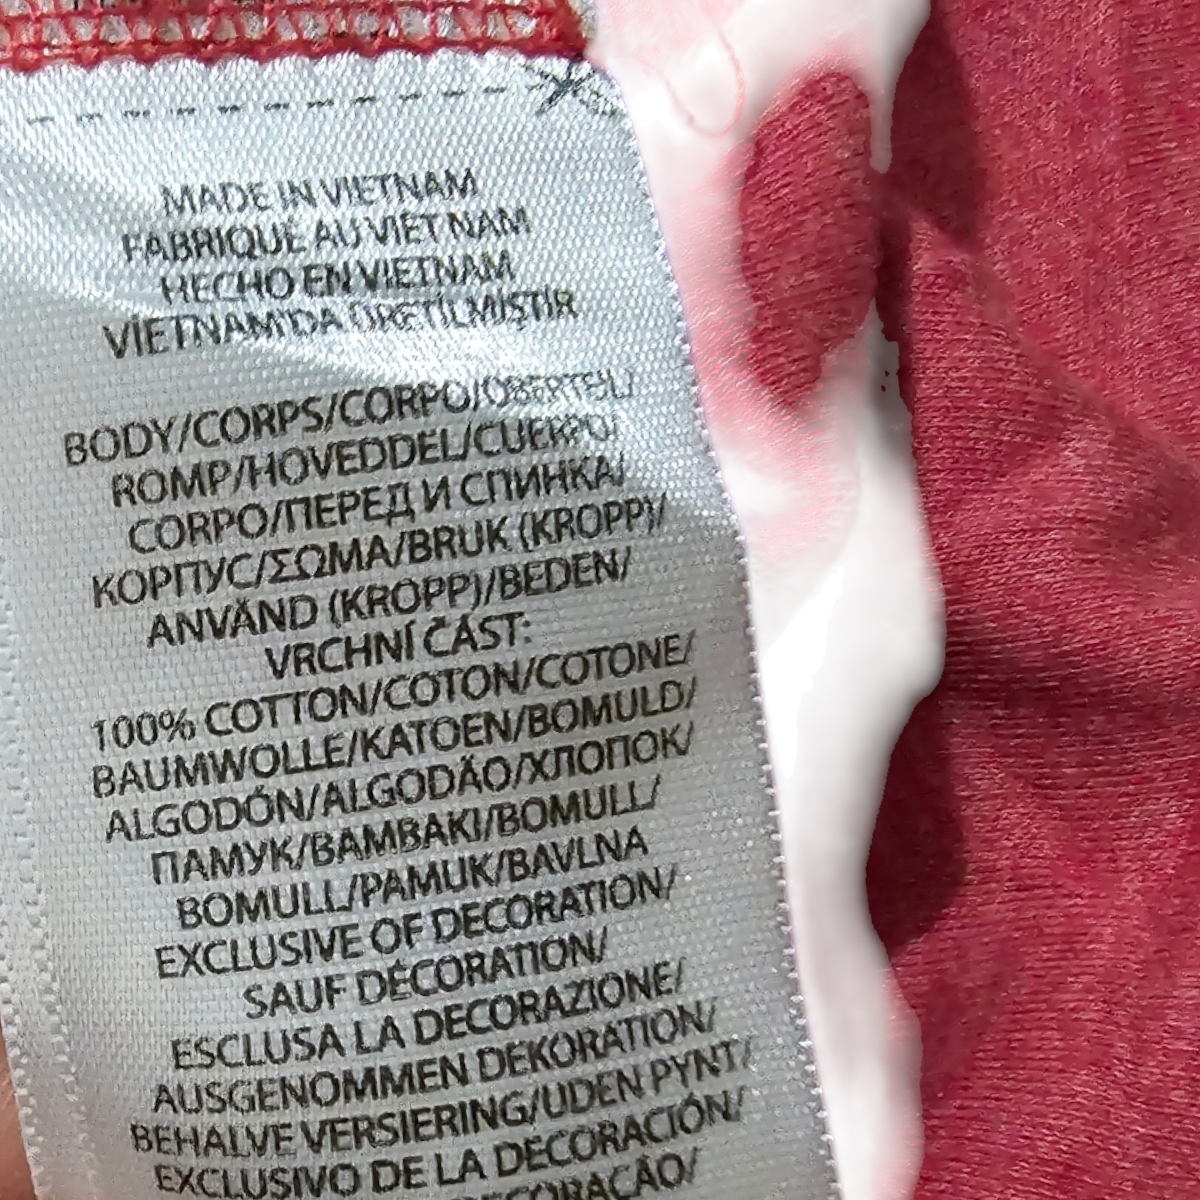 MADE IN VIETNAM
FABRIQUÉ AU VIET NAM
HECHO EN VIETNAM
VİETNAM'DA ÜRETİLMİŞTİR
BODY/CORPS/CORPO/OBERTEIL/
ROMP/HOVEDDEL/CUERPO/
CORPO/ПЕРЕД И СПИНКА/
КОРПУС/ΣΩΜΑ/BRUK (KROPP)/
ANVÄND (KROPP)/BEDEN/
VRCHNÍ ČÁST:
100% COTTON/COTON/COTONE/
BAUMWOLLE/KATOEN/BOMULD/
ALGODÓN/ALGODÃO/ХЛОПОК/
ПАМУК/ΒΑΜΒΑΚΙ/BOMULL/
BOMULL/PAMUK/BAVLNA
EXCLUSIVE OF DECORATION/
SAUF DÉCORATION/
ESCLUSA LA DECORAZIONE/
AUSGENOMMEN DEKORATION/
BEHALVE VERSIERING/UDEN PYNT/
EXCLUSIVO DE LA DECORACIÓN/